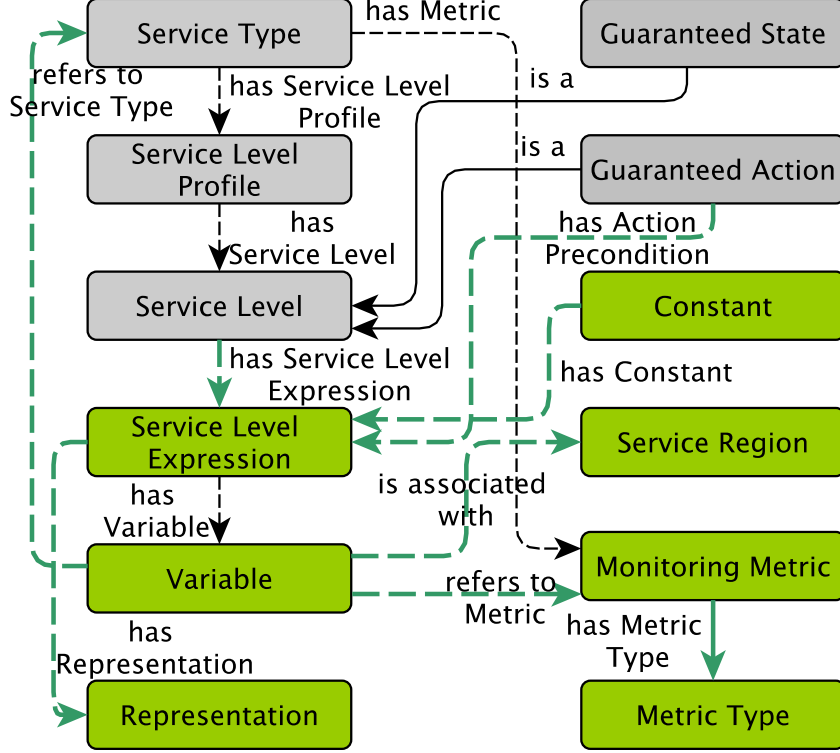 has Metric
Service Type
Guaranteed State
refers to
Service Type
has Service Level
Profile
is a
Service Level
Profile
is a
Guaranteed Action
has
Service Level
has Action
Precondition
Service Level
Constant
has Service Level
Expression
has Constant
Service Level
Expression
Service Region
has
Variable
is associated
with
Variable
refers to
Metric
Monitoring Metric
has
Representation
has Metric
Type
Representation
Metric Type